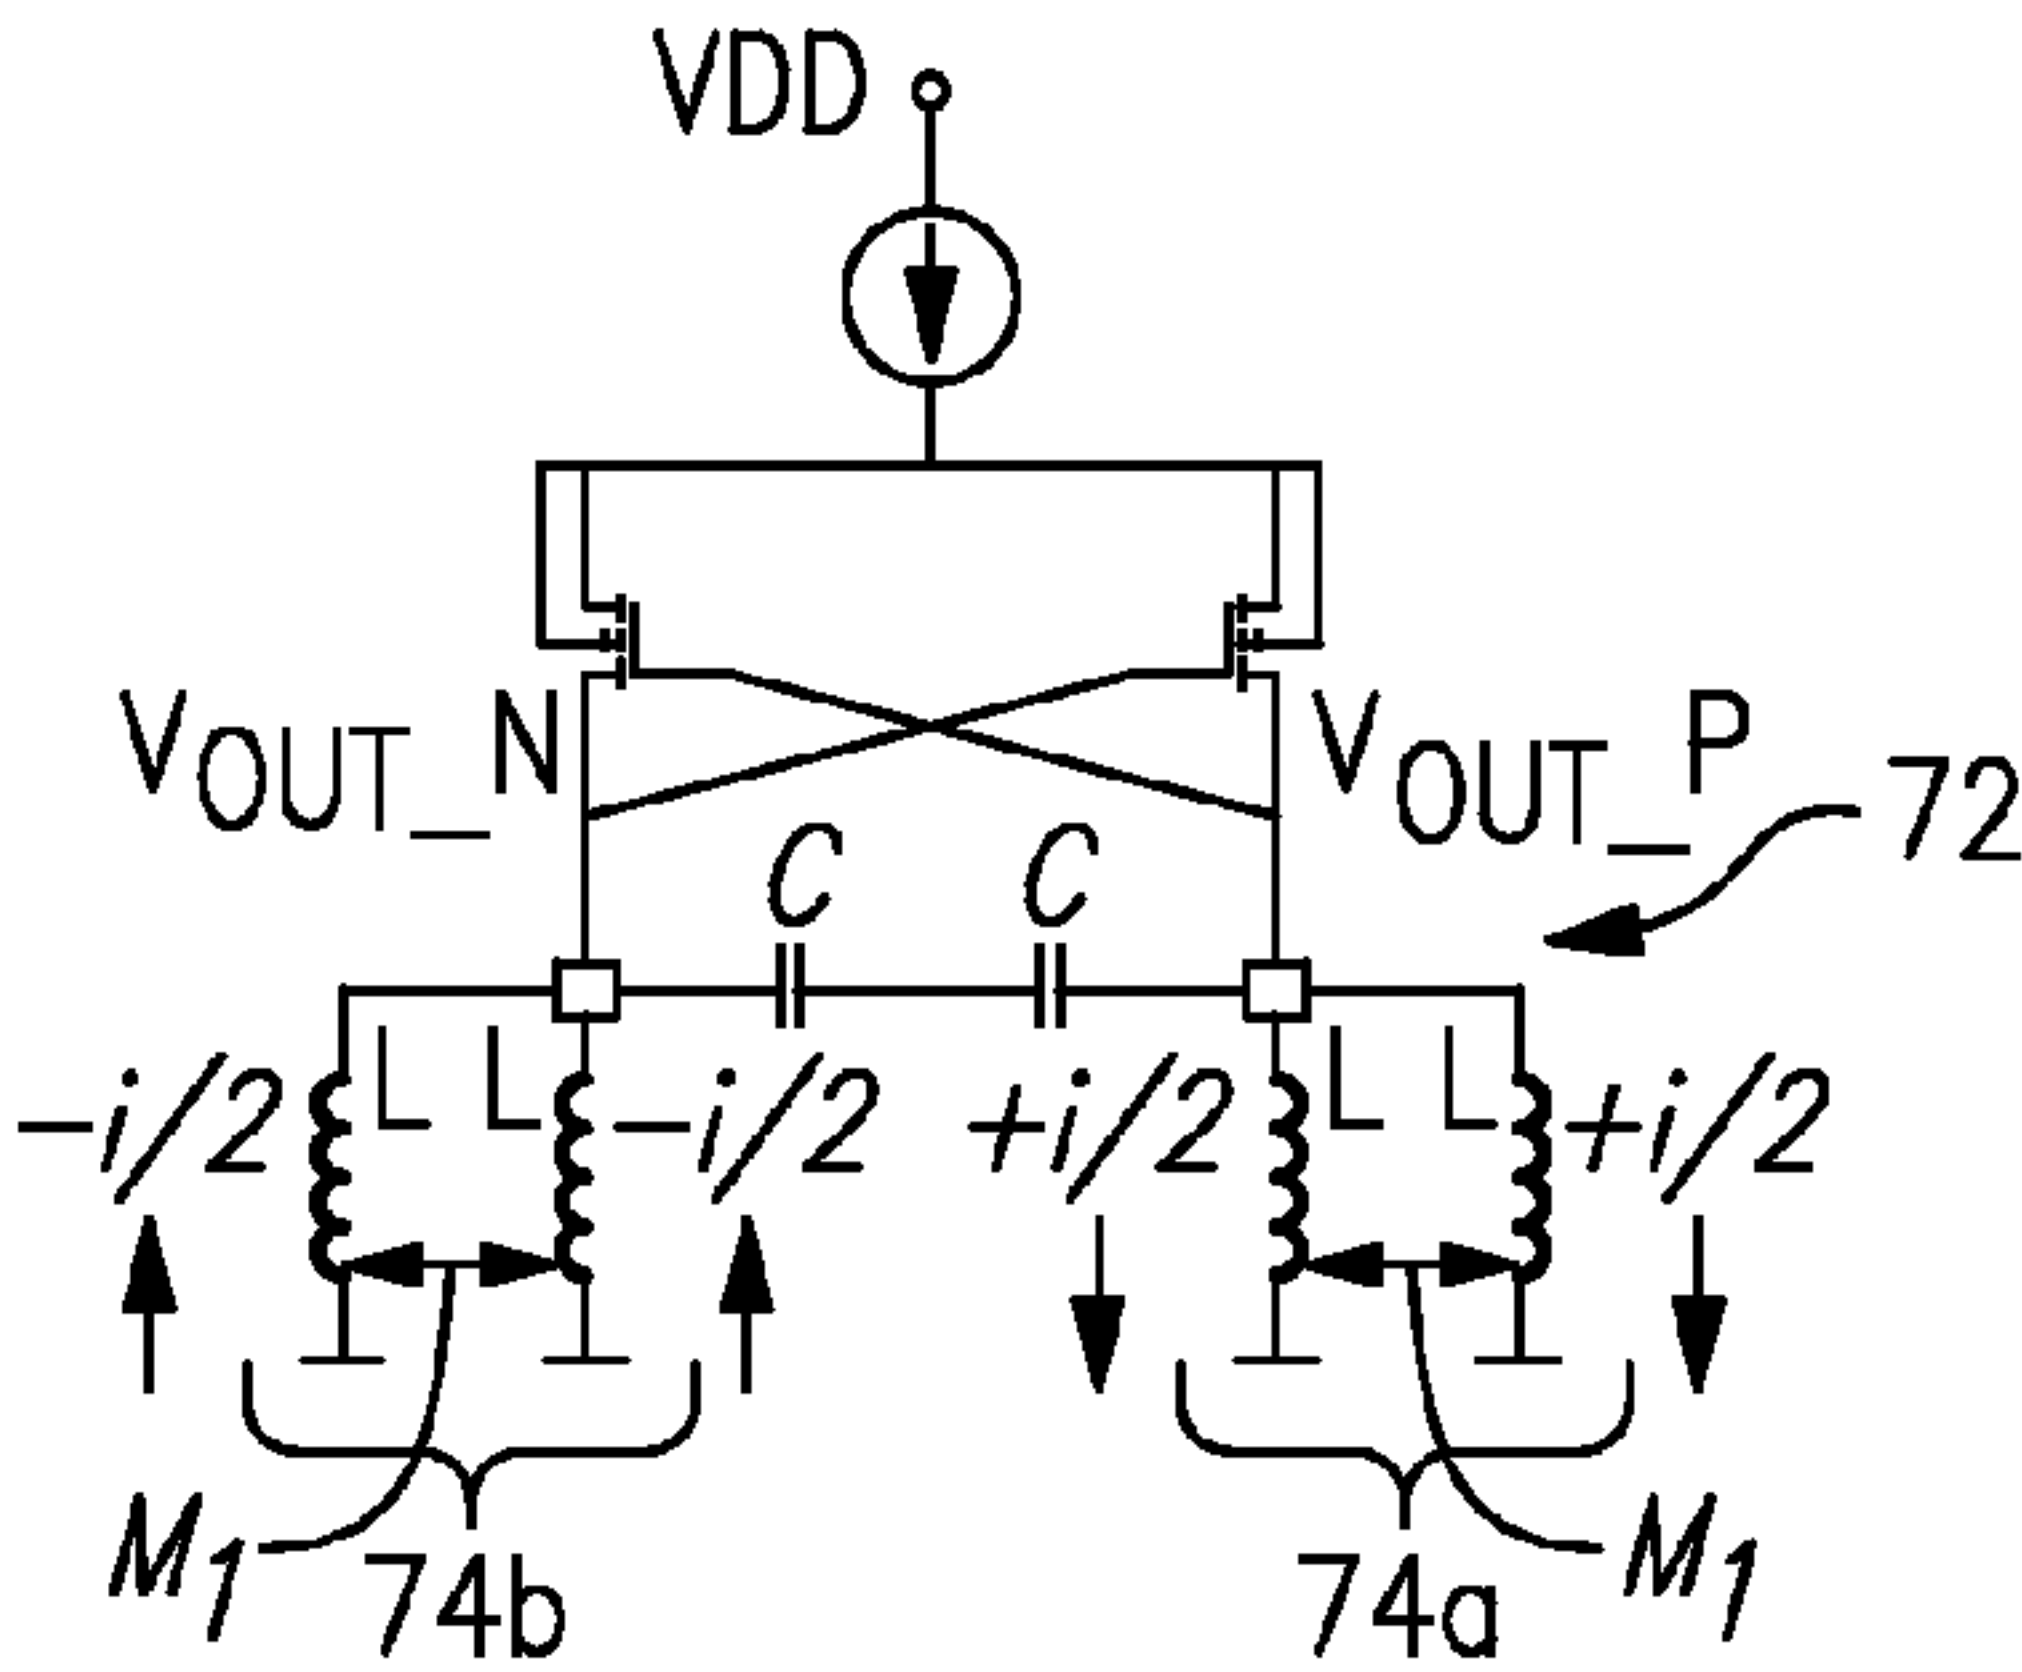 VDD
VOUT_N
VOUT_P
72
C C
-i/2 L L -i/2 +i/2 L L +i/2
M1 74b 74a M1